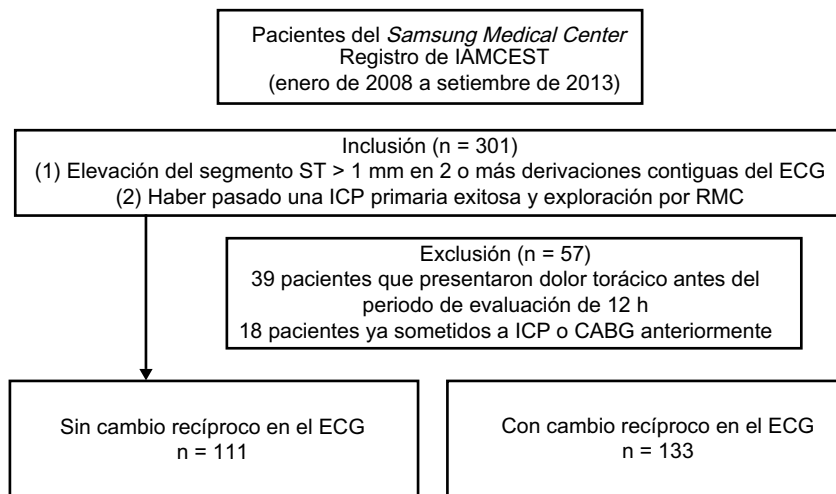 Pacientes del Samsung Medical Center
Registro de IAMCEST
(enero de 2008 a setiembre de 2013)
Inclusión (n = 301)
(1) Elevación del segmento ST > 1 mm en 2 o más derivaciones contiguas del ECG
(2) Haber pasado una ICP primaria exitosa y exploración por RMC
Exclusión (n = 57)
39 pacientes que presentaron dolor torácico antes del
periodo de evaluación de 12 h
18 pacientes ya sometidos a ICP o CABG anteriormente
Sin cambio recíproco en el ECG
n = 111
Con cambio recíproco en el ECG
n = 133